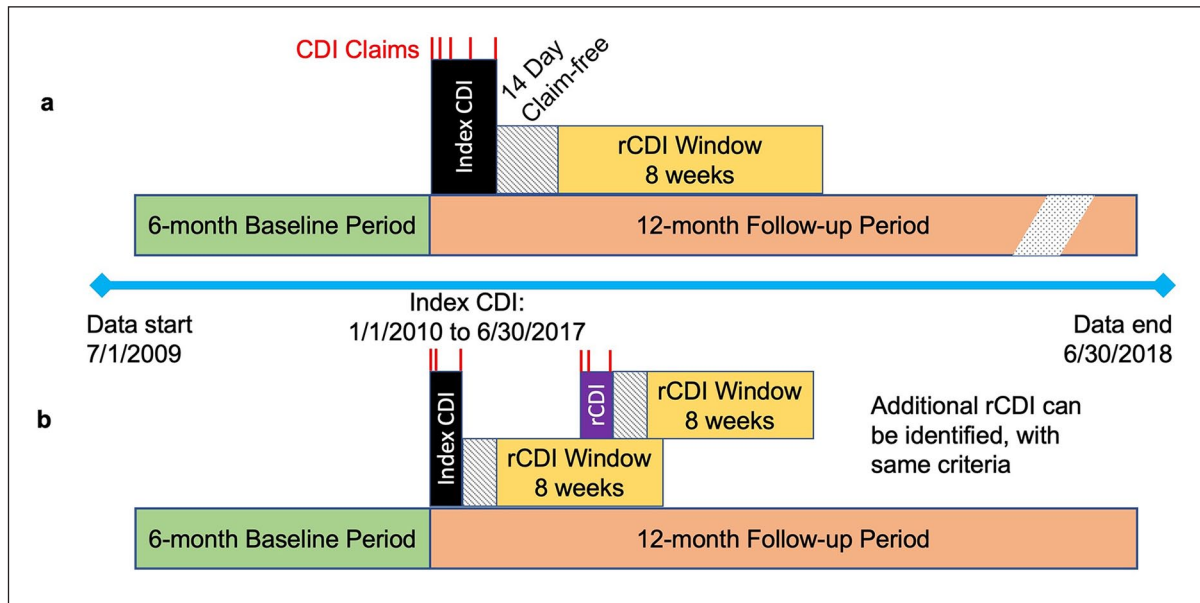 CDI Claims
14 Day
Claim-free
a
Index CDI
rCDI Window
8 weeks
6-month Baseline Period
12-month Follow-up Period
Data start
7/1/2009
Index CDI:
1/1/2010 to 6/30/2017
Data end
6/30/2018
b
Index CDI
rCDI
rCDI Window
8 weeks
rCDI Window
8 weeks
Additional rCDI can
be identified, with
same criteria
6-month Baseline Period
12-month Follow-up Period